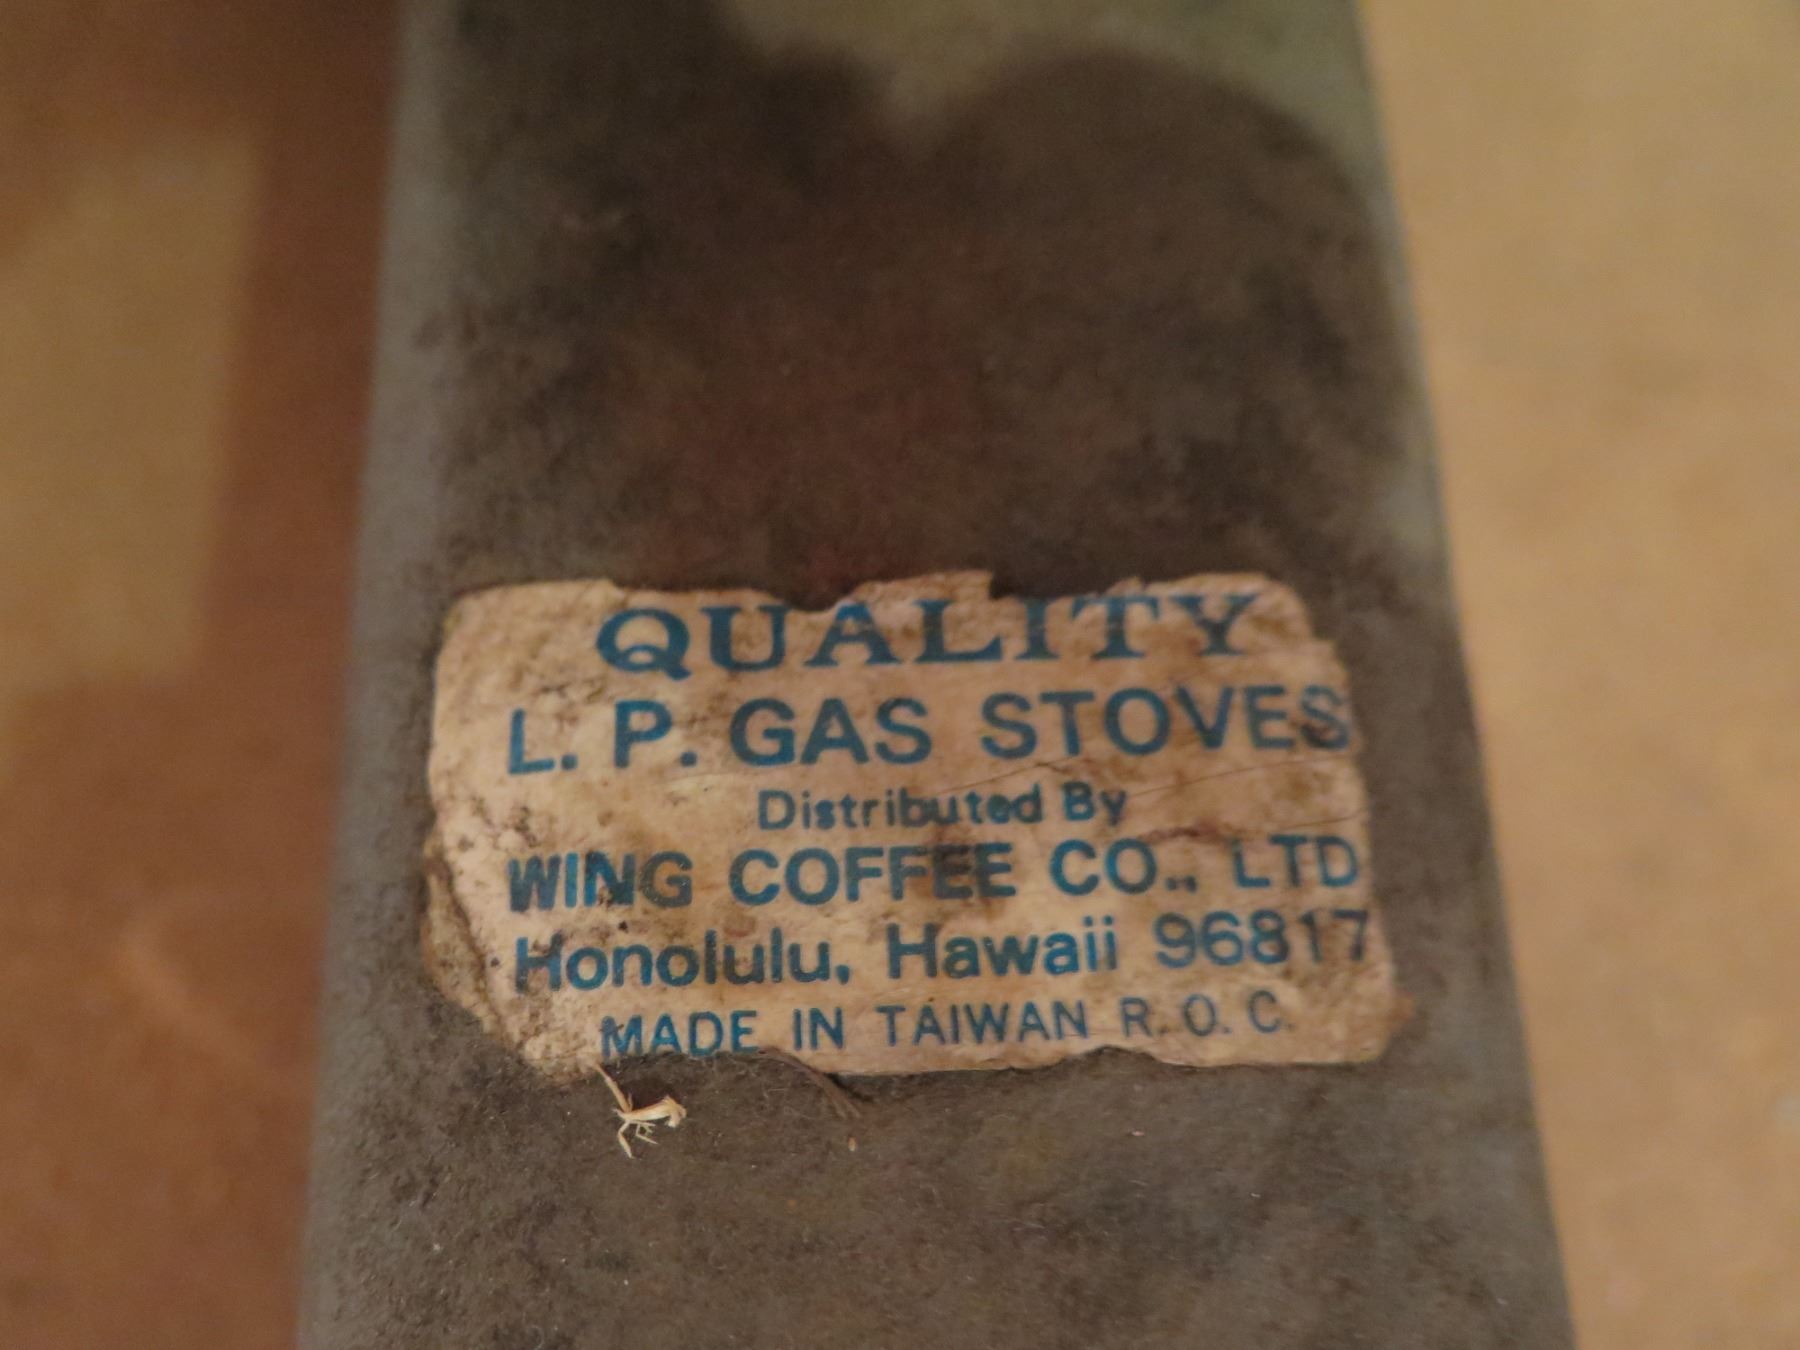 QUALITY
L. P. GAS STOVES
Distributed By
WING COFFEE CO., LTD
Honolulu, Hawaii 96817
MADE IN TAIWAN R. O. C.